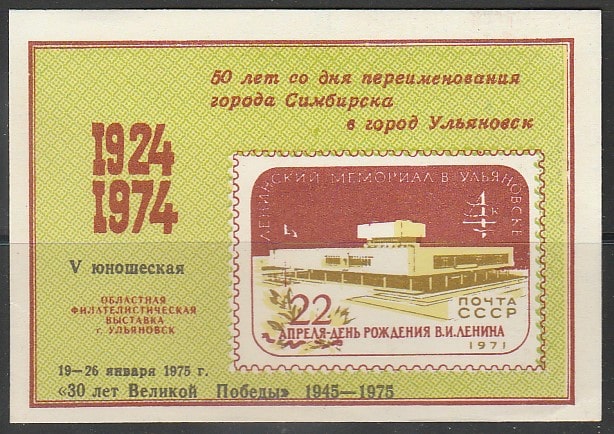 50 лет со дня переименования
города Симбирска
в город Ульяновск
1924
1974
V юношеская
ОБЛАСТНАЯ
ФИЛАТЕЛИСТИЧЕСКАЯ
ВЫСТАВКА
г. УЛЬЯНОВСК
19–26 января 1975 г.
«30 лет Великой Победы» 1945–1975
ЛЕНИНСКИЙ МЕМОРИАЛ В УЛЬЯНОВСКЕ
4
к
ПОЧТА
СССР
22
АПРЕЛЯ-ДЕНЬ РОЖДЕНИЯ В.И.ЛЕНИНА
1971